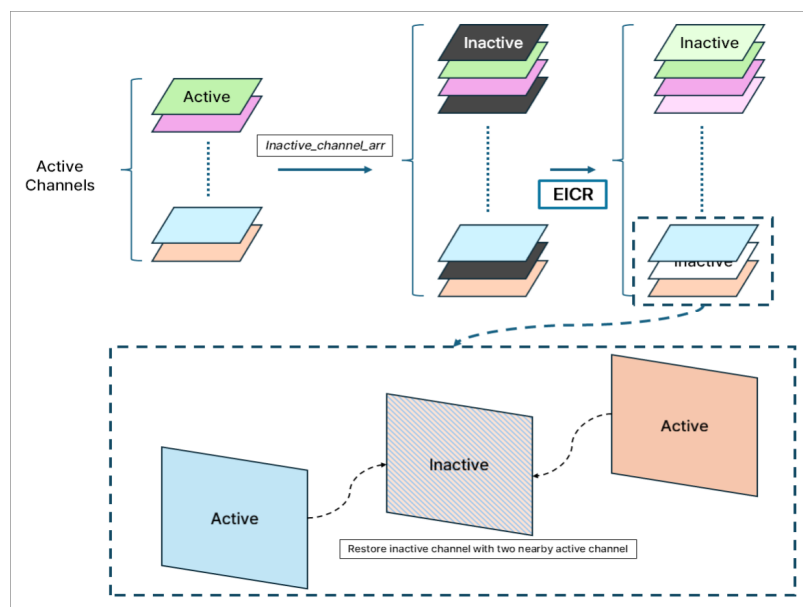 Active
Channels
Active
Inactive_channel_arr
Inactive
EICR
Inactive
Inactive
Active
Inactive
Active
Restore inactive channel with two nearby active channel